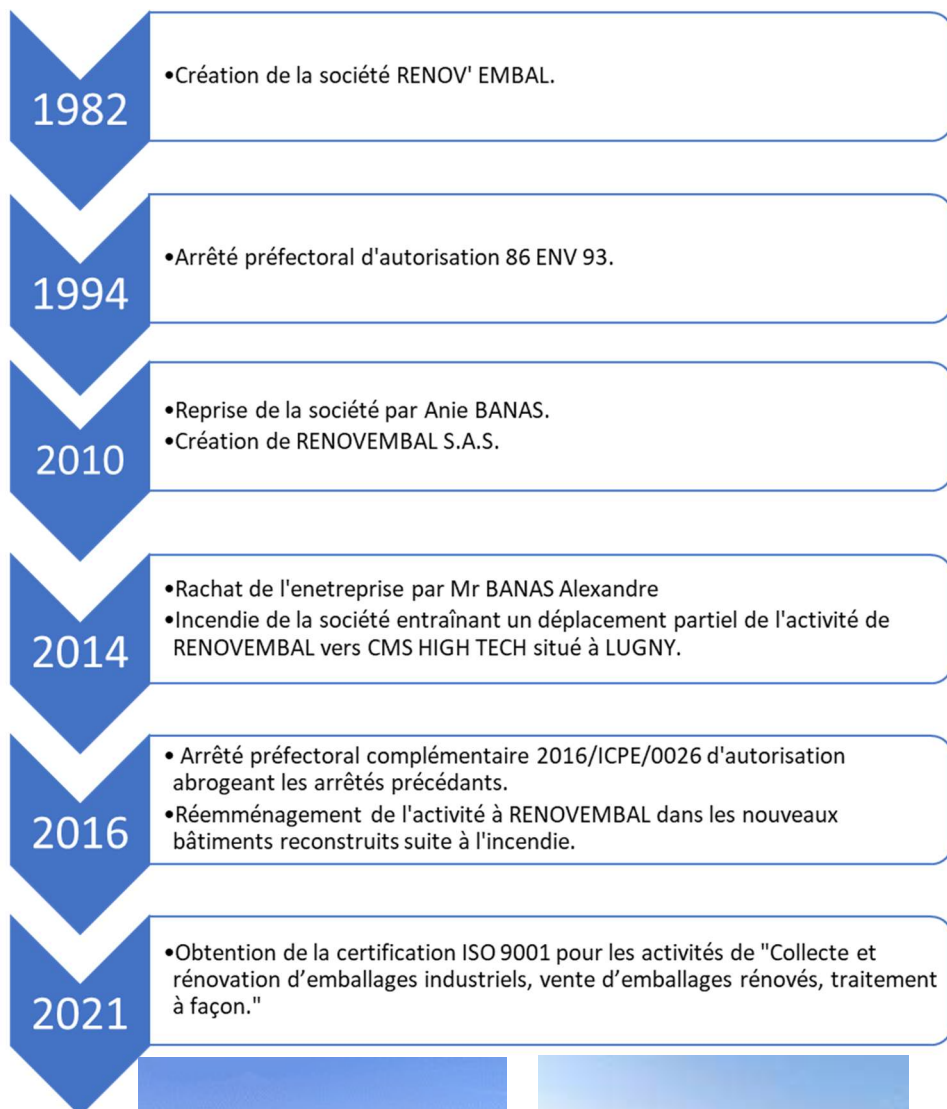 1982
•Création de la société RENOV' EMBAL.
1994
•Arrêté préfectoral d'autorisation 86 ENV 93.
2010
•Reprise de la société par Anie BANAS.
•Création de RENOVEMBAL S.A.S.
2014
•Rachat de l'enetreprise par Mr BANAS Alexandre
•Incendie de la société entraînant un déplacement partiel de l'activité de
RENOVEMBAL vers CMS HIGH TECH situé à LUGNY.
2016
• Arrêté préfectoral complémentaire 2016/ICPE/0026 d'autorisation
abrogeant les arrêtés précédants.
•Réemménagement de l'activité à RENOVEMBAL dans les nouveaux
bâtiments reconstruits suite à l'incendie.
2021
•Obtention de la certification ISO 9001 pour les activités de "Collecte et
rénovation d’emballages industriels, vente d’emballages rénovés, traitement
à façon."